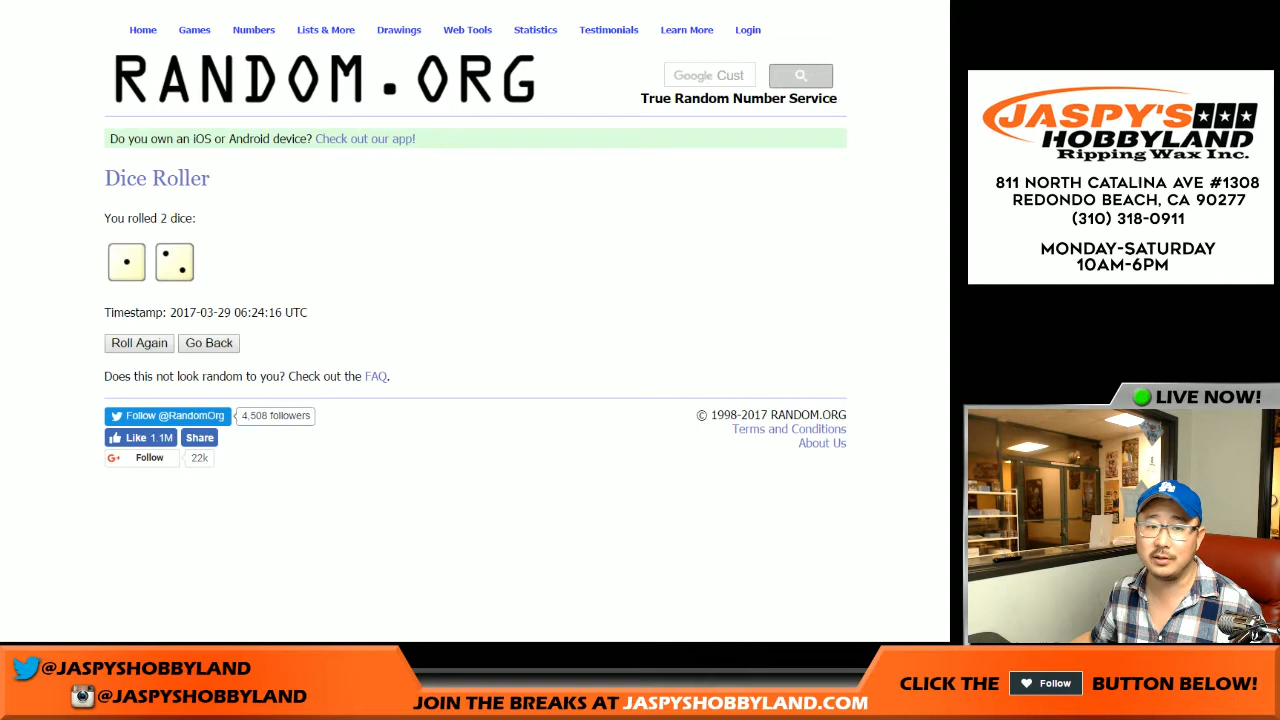 Home Games Numbers Lists & More Drawings Web Tools Statistics Testimonials Learn More Login
RANDOM.ORG
Google Cust
True Random Number Service
Do you own an iOS or Android device? Check out our app!
Dice Roller
You rolled 2 dice:
Timestamp: 2017-03-29 06:24:16 UTC
Roll Again Go Back
Does this not look random to you? Check out the FAQ.
Follow @RandomOrg 4,508 followers
Like 1.1M Share
G+ Follow 22k
© 1998-2017 RANDOM.ORG
Terms and Conditions
About Us
JASPY'S
HOBBYLAND
Ripping Wax Inc.
811 NORTH CATALINA AVE #1308
REDONDO BEACH, CA 90277
(310) 318-0911
MONDAY-SATURDAY
10AM-6PM
LIVE NOW!
LA
@JASPYSHOBBYLAND
@JASPYSHOBBYLAND
JOIN THE BREAKS AT JASPYSHOBBYLAND.COM
CLICK THE Follow BUTTON BELOW!